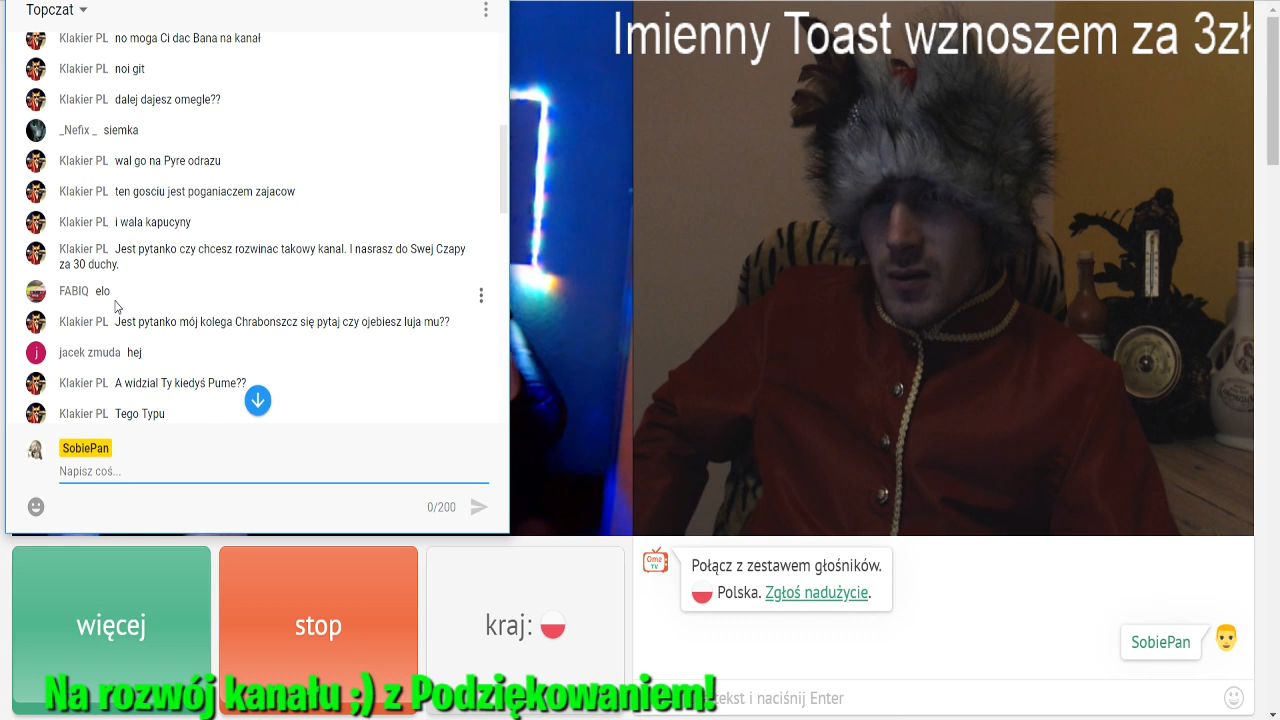 Topczat
Klakier PL no moga Ci dac Bana na kanał
Klakier PL noi git
Klakier PL dalej dajesz omegle??
_Nefix _ siemka
Klakier PL wal go na Pyre odrazu
Klakier PL ten gosciu jest poganiaczem zajacow
Klakier PL i wala kapucyny
Klakier PL Jest pytanko czy chcesz rozwinac takowy kanal. I nasrasz do Swej Czapy
za 30 duchy.
FABIQ elo
Klakier PL Jest pytanko mój kolega Chrabonszcz się pytaj czy ojebiesz luja mu??
j jacek zmuda hej
Klakier PL A widzial Ty kiedyś Pume??
Klakier PL Tego Typu
SobiePan
Napisz coś...
0/200
Imienny Toast wznoszem za 3zł
więcej
stop
kraj:
Ome
TV
Połącz z zestawem głośników.
Polska. Zgłoś nadużycie.
SobiePan
tekst i naciśnij Enter
Na rozwój kanału ;) z Podziękowaniem!